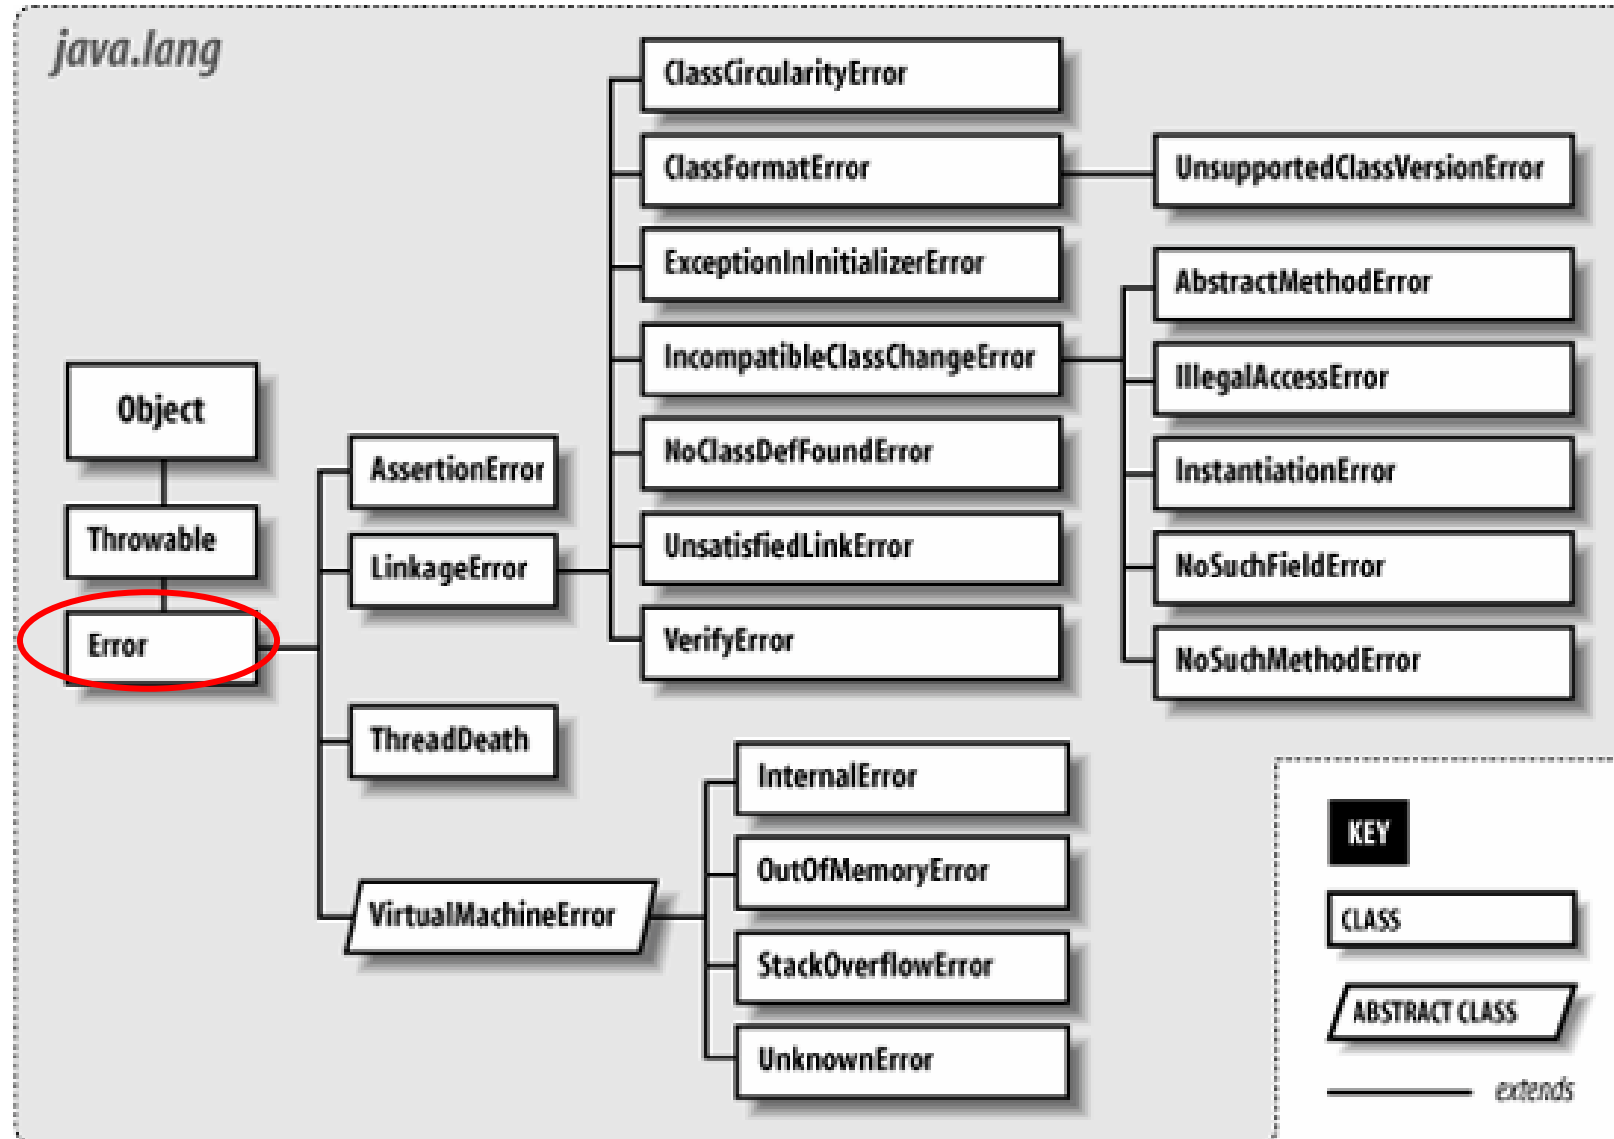 java.lang
ClassCircularityError
ClassFormatError
UnsupportedClassVersionError
ExceptionInInitializerError
AbstractMethodError
IncompatibleClassChangeError
IllegalAccessError
Object
NoClassDefFoundError
InstantiationError
AssertionError
Throwable
LinkageError
UnsatisfiedLinkError
NoSuchFieldError
Error
VerifyError
NoSuchMethodError
ThreadDeath
InternalError
OutOfMemoryError
VirtualMachineError
StackOverflowError
UnknownError
KEY
CLASS
ABSTRACT CLASS
extends